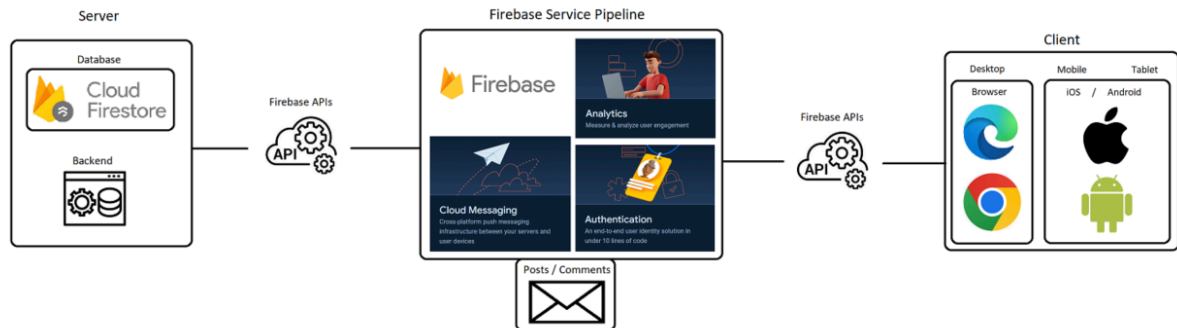 Server
Database
Cloud
Firestore
Backend
Firebase APIs
API
Firebase Service Pipeline
Firebase
Analytics
Measure & analyze user engagement
Cloud Messaging
Cross-platform push messaging
infrastructure between your servers and
user devices
Authentication
An end-to-end user identity solution in
under 10 lines of code
Posts / Comments
Firebase APIs
API
Client
Desktop
Mobile
Tablet
Browser
iOS / Android